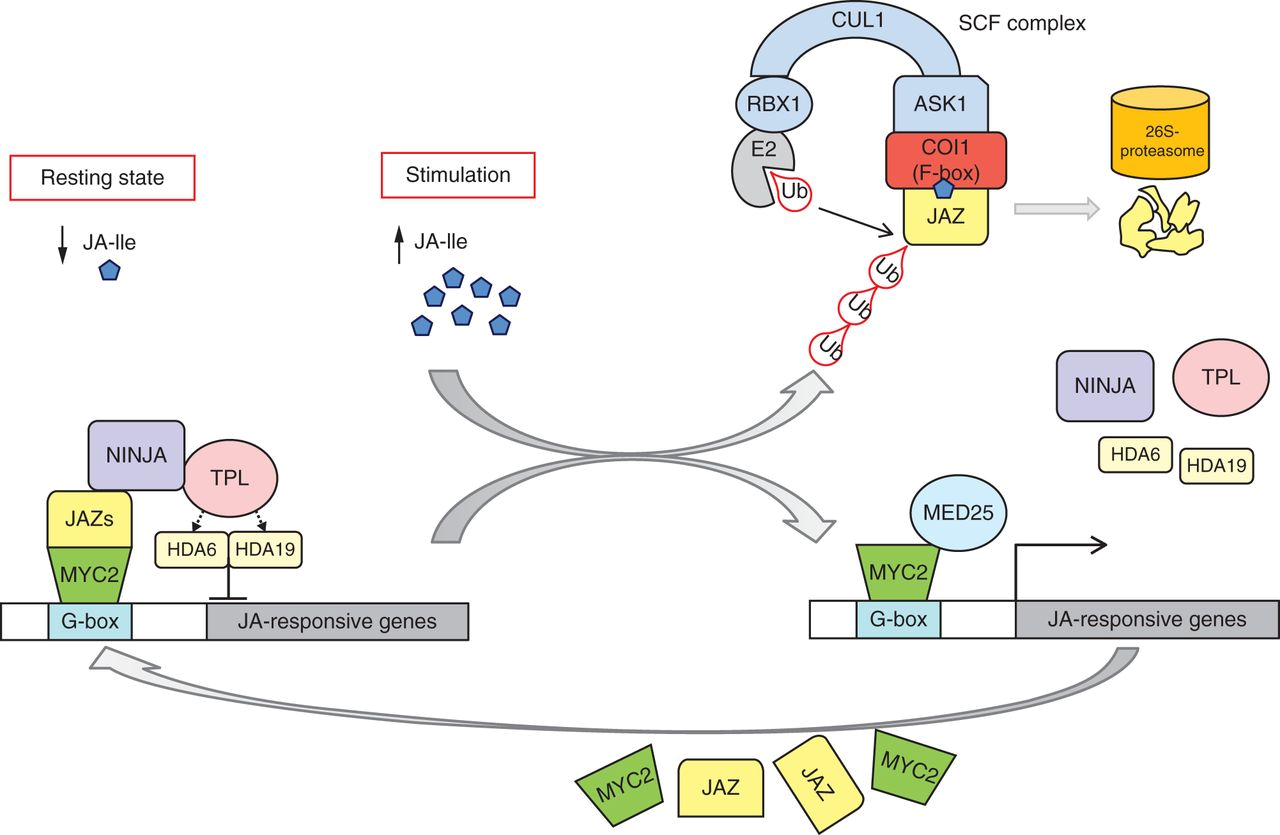 CUL1
SCF complex
RBX1
ASK1
E2
COI1
(F-box)
Ub
JAZ
26S-
proteasome
Resting state
Stimulation
JA-Ile
JA-Ile
Ub
Ub
Ub
NINJA
TPL
HDA6
HDA19
NINJA
TPL
JAZs
HDA6
HDA19
MYC2
G-box
JA-responsive genes
MED25
MYC2
G-box
JA-responsive genes
MYC2
JAZ
JAZ
MYC2